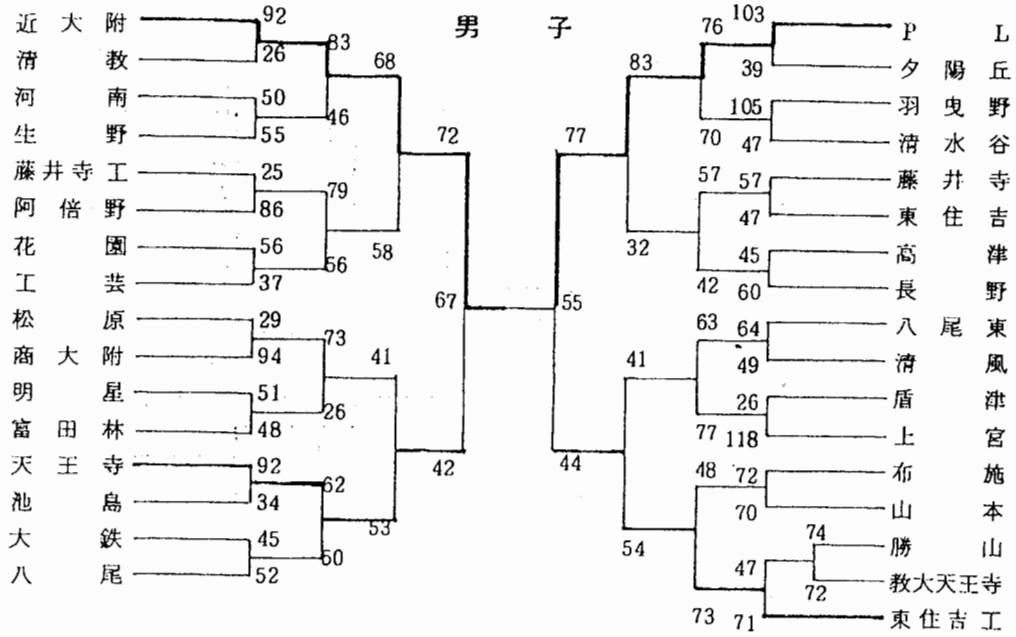 男子
近大附 92
清教 26
83
河南 50
生野 55
46
68
藤井寺工 25
阿倍野 86
79
花園 56
工芸 37
56
58
72
松原 29
商大附 94
73
明星 51
富田林 48
26
41
天王寺 92
池島 34
62
大鉄 45
八尾 52
50
53
42
67
55
103 PL
39 夕陽丘
76
105 羽曳野
47 清水谷
70
83
57 藤井寺
47 東住吉
57
45 高津
60 長野
42
32
77
64 八尾東
49 清風
63
26 盾津
118 上宮
77
41
72 布施
70 山本
48
74 勝山
72 教大天王寺
47
71 東住吉工
73
54
44